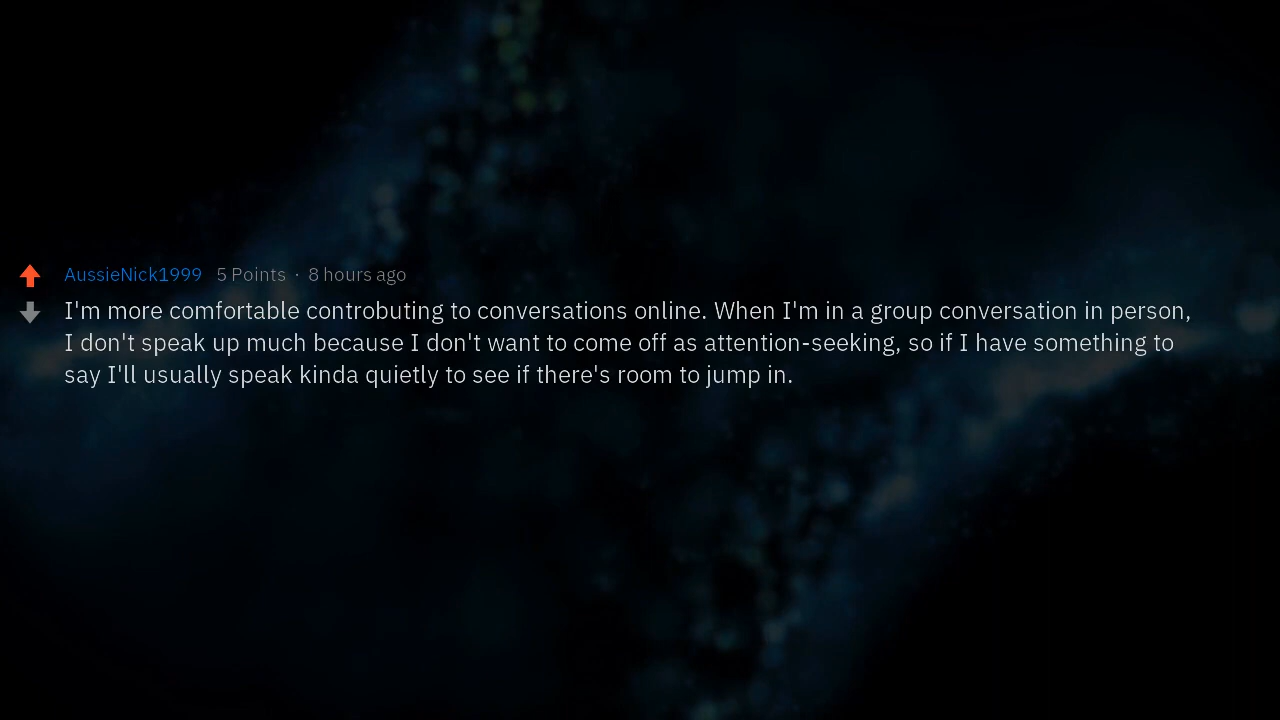 AussieNick1999 5 Points · 8 hours ago
I'm more comfortable controbuting to conversations online. When I'm in a group conversation in person,
I don't speak up much because I don't want to come off as attention-seeking, so if I have something to
say I'll usually speak kinda quietly to see if there's room to jump in.